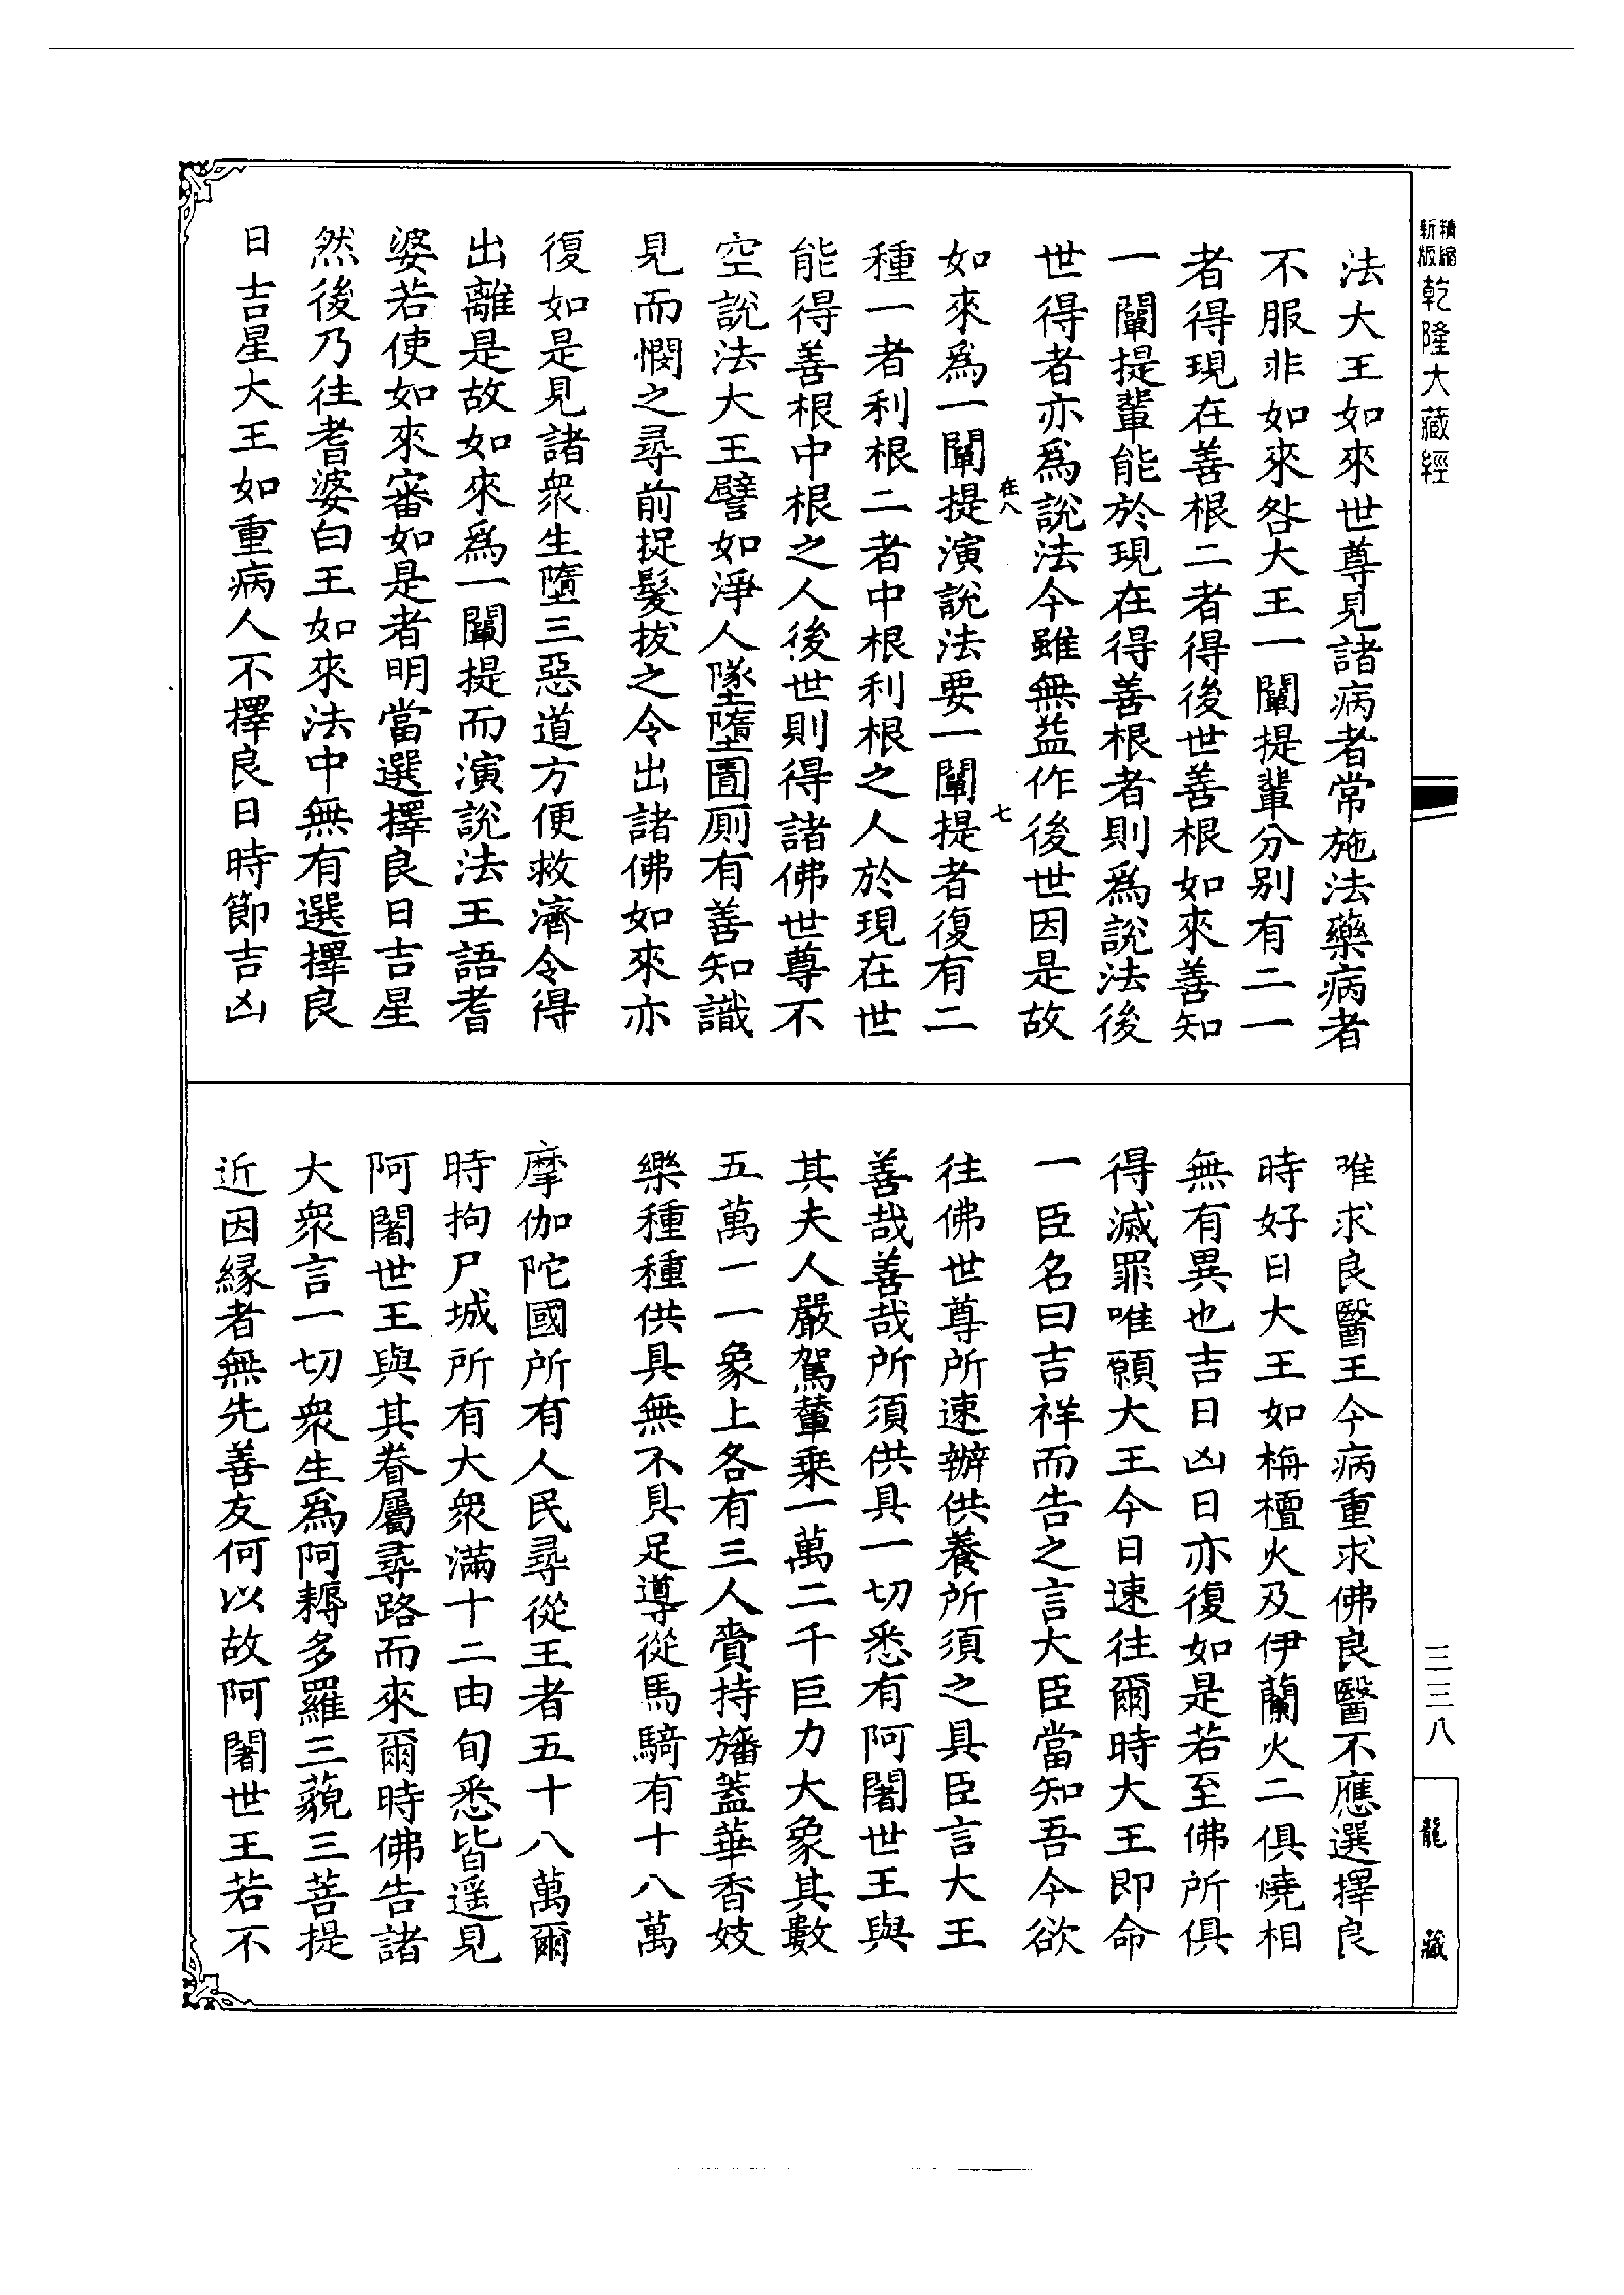 精縮
新版
乾隆大藏經
法大王如來世尊見諸病者常施法藥病者
不服非如來咎大王一闡提輩分別有二一
者得現在善根二者得後世善根如來善知
一闡提輩能於現在得善根者則爲說法後
世得者亦爲說法今雖無益作後世因是故
在八
七
如來爲一闡提演說法要一闡提者復有二
種一者利根二者中根利根之人於現在世
能得善根中根之人後世則得諸佛世尊不
空說法大王譬如淨人墜墮圊厠有善知識
見而憫之尋前捉髮拔之令出諸佛如來亦
復如是見諸衆生墮三惡道方便救濟令得
出離是故如來爲一闡提而演說法王語耆
婆若使如來審如是者明當選擇良日吉星
然後乃往耆婆白王如來法中無有選擇良
日吉星大王如重病人不擇良日時節吉凶
唯求良醫王今病重求佛良醫不應選擇良
時好日大王如栴檀火及伊蘭火二俱燒相
無有異也吉日凶日亦復如是若至佛所俱
得滅罪唯願大王今日速往爾時大王即命
一臣名曰吉祥而告之言大臣當知吾今欲
往佛世尊所速辦供養所須之具臣言大王
善哉善哉所須供具一切悉有阿闍世王與
其夫人嚴駕輦乗一萬二千巨力大象其數
五萬一一象上各有三人賫持旛蓋華香妓
樂種種供具無不具足導從馬騎有十八萬
摩伽陀國所有人民尋從王者五十八萬爾
時拘尸城所有大衆滿十二由旬悉皆遥見
阿闍世王與其眷屬尋路而來爾時佛告諸
大衆言一切衆生爲阿耨多羅三藐三菩提
近因縁者無先善友何以故阿闍世王若不
三三八
龍藏